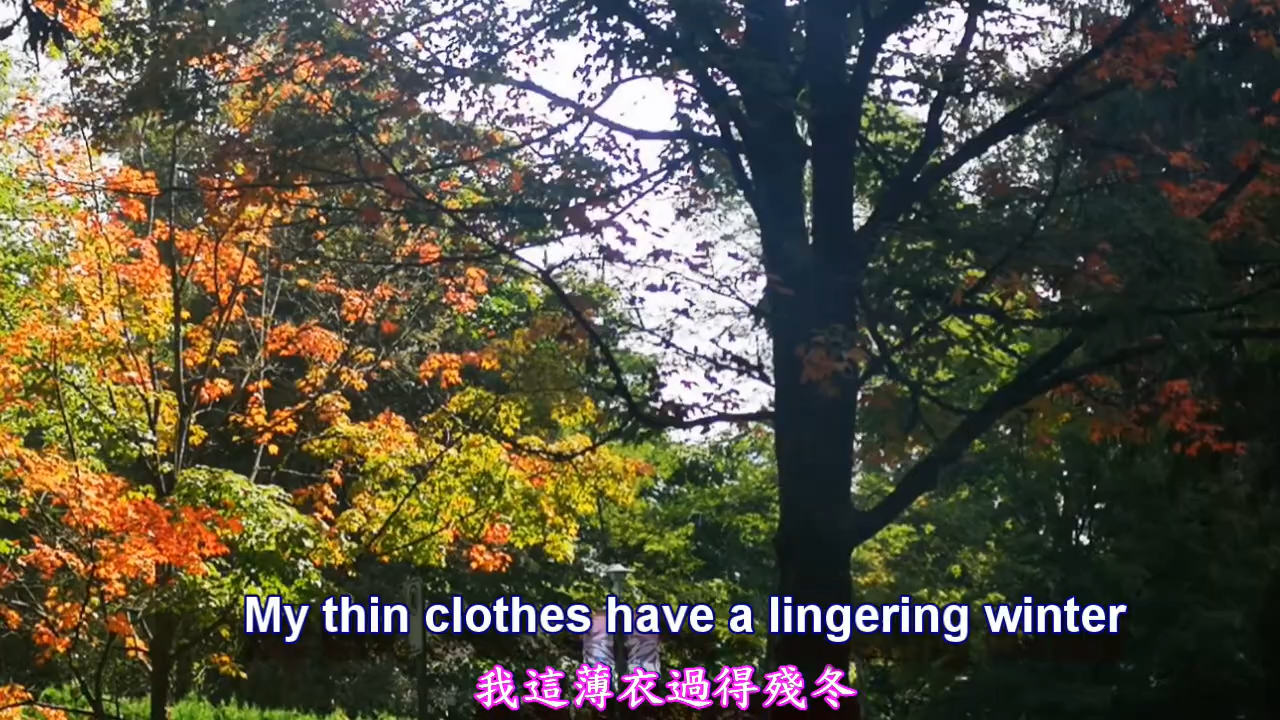 My thin clothes have a lingering winter
我這薄衣過得殘冬